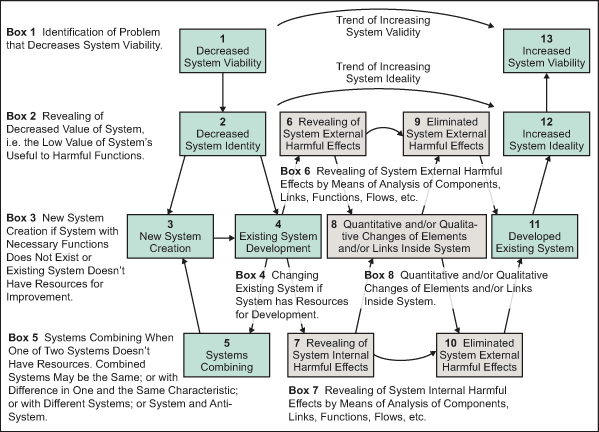 Box 1 Identification of Problem
that Decreases System Viability.
1
Decreased
System Viability
Trend of Increasing
System Validity
13
Increased
System Viability
Trend of Increasing
System Ideality
Box 2 Revealing of
Decreased Value of System,
i.e. the Low Value of System's
Useful to Harmful Functions.
2
Decreased
System Identity
6 Revealing of
System External
Harmful Effects
9 Eliminated
System External
Harmful Effects
12
Increased
System Ideality
Box 6 Revealing of System External Harmful
Effects by Means of Analysis of Components,
Links, Functions, Flows, etc.
Box 3 New System
Creation if System with
Necessary Functions
Does Not Exist or
Existing System Doesn't
Have Resources for
Improvement.
3
New System
Creation
4
Existing System
Development
8 Quantitative and/or Qualita-
tive Changes of Elements
and/or Links Inside System
11
Developed
Existing System
Box 4 Changing
Existing System if
System has Resources
for Development.
Box 8 Quantitative and/or Qualitative
Changes of Elements and/or Links
Inside System.
Box 5 Systems Combining When
One of Two Systems Doesn't
Have Resources. Combined
Systems May be the Same; or with
Difference in One and the Same Characteristic;
or with Different Systems; or System and Anti-
System.
5
Systems
Combining
7 Revealing of
System Internal
Harmful Effects
10 Eliminated
System External
Harmful Effects
Box 7 Revealing of System Internal Harmful
Effects by Means of Analysis of Components,
Links, Functions, Flows, etc.